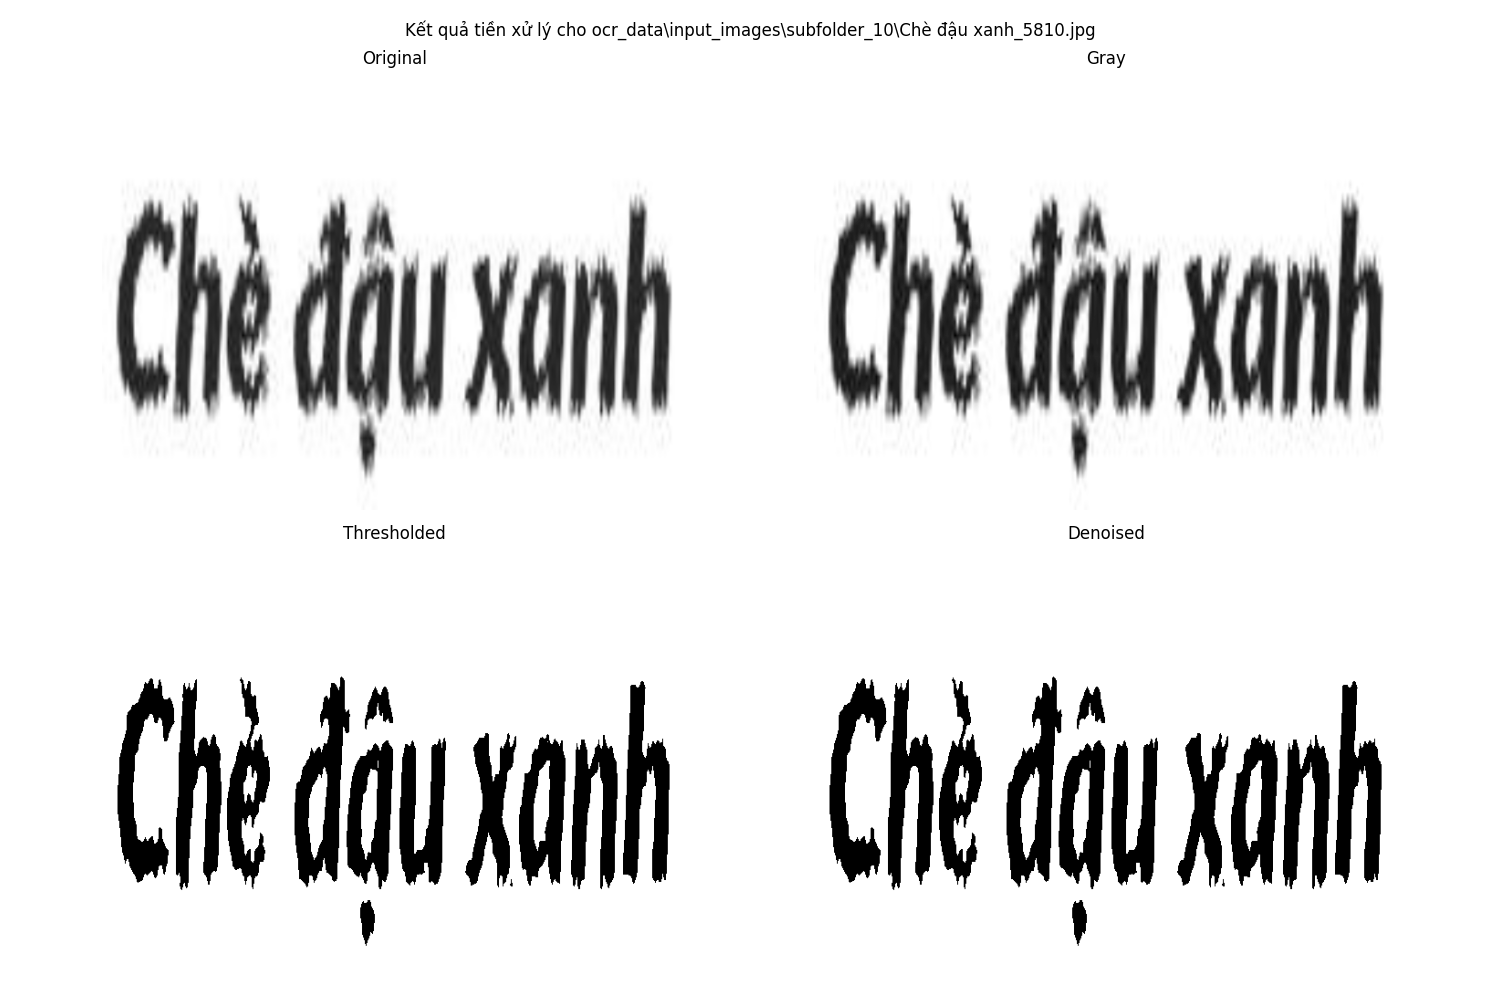 Kết quả tiền xử lý cho ocr_data\input_images\subfolder_10\Chè đậu xanh_5810.jpg
Original
Gray
Chè đậu xanh
Chè đậu xanh
Thresholded
Denoised
Chè đậu xanh
Chè đậu xanh